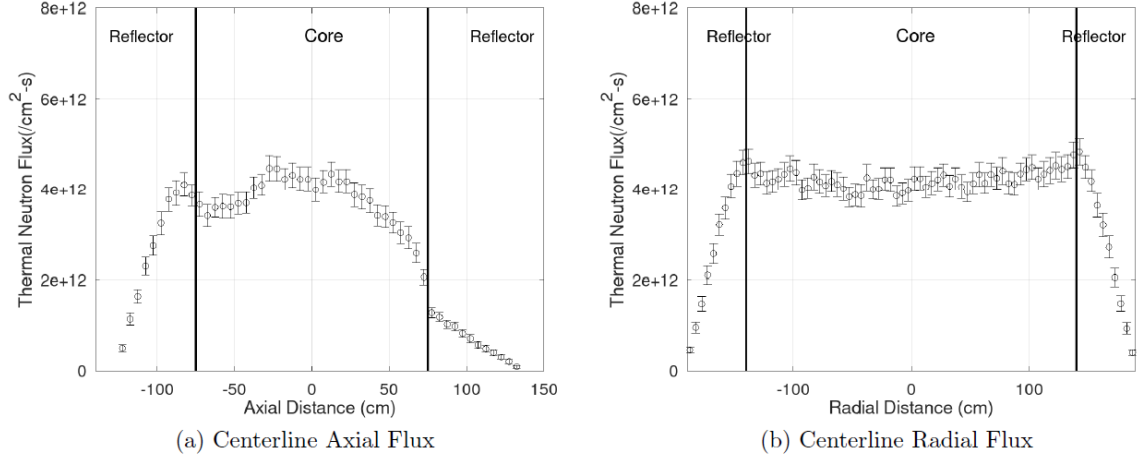 8e+12
6e+12
4e+12
2e+12
0
Thermal Neutron Flux(/cm²-s)
Reflector
Core
Reflector
-100
-50
0
50
100
150
Axial Distance (cm)
(a) Centerline Axial Flux
8e+12
6e+12
4e+12
2e+12
0
Thermal Neutron Flux(/cm²-s)
Reflector
Core
Reflector
-100
0
100
Radial Distance (cm)
(b) Centerline Radial Flux